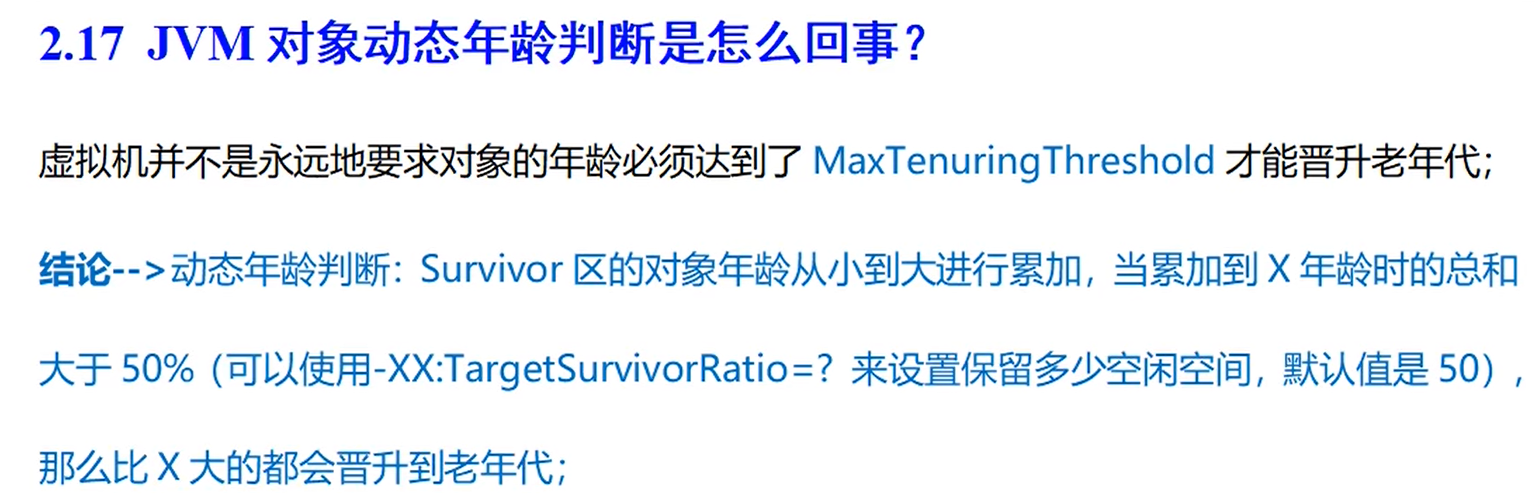 2.17 JVM 对象动态年龄判断是怎么回事？
虚拟机并不是永远地要求对象的年龄必须达到了 MaxTenuringThreshold 才能晋升老年代；
结论-->动态年龄判断：Survivor 区的对象年龄从小到大进行累加，当累加到 X 年龄时的总和
大于 50%（可以使用-XX:TargetSurvivorRatio=？来设置保留多少空闲空间，默认值是 50），
那么比 X 大的都会晋升到老年代；